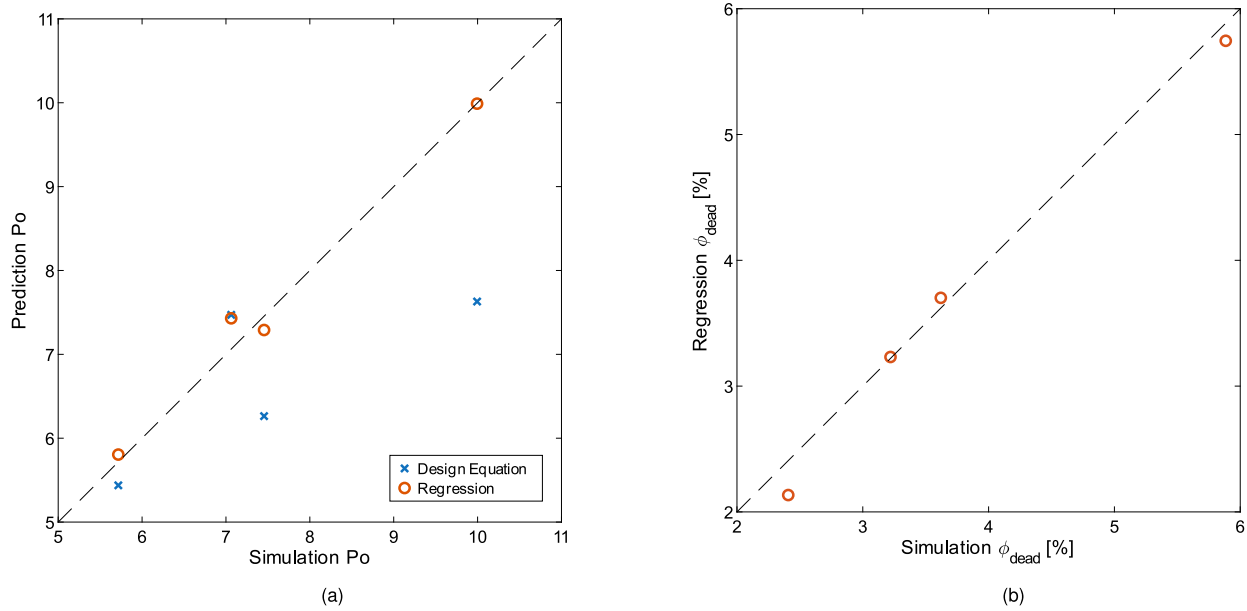 11
10
9
8
7
6
5
Prediction Po
5 6 7 8 9 10 11
Simulation Po
Design Equation
Regression
(a)
6
5
4
3
2
Regression ϕdead [%]
2 3 4 5 6
Simulation ϕdead [%]
(b)